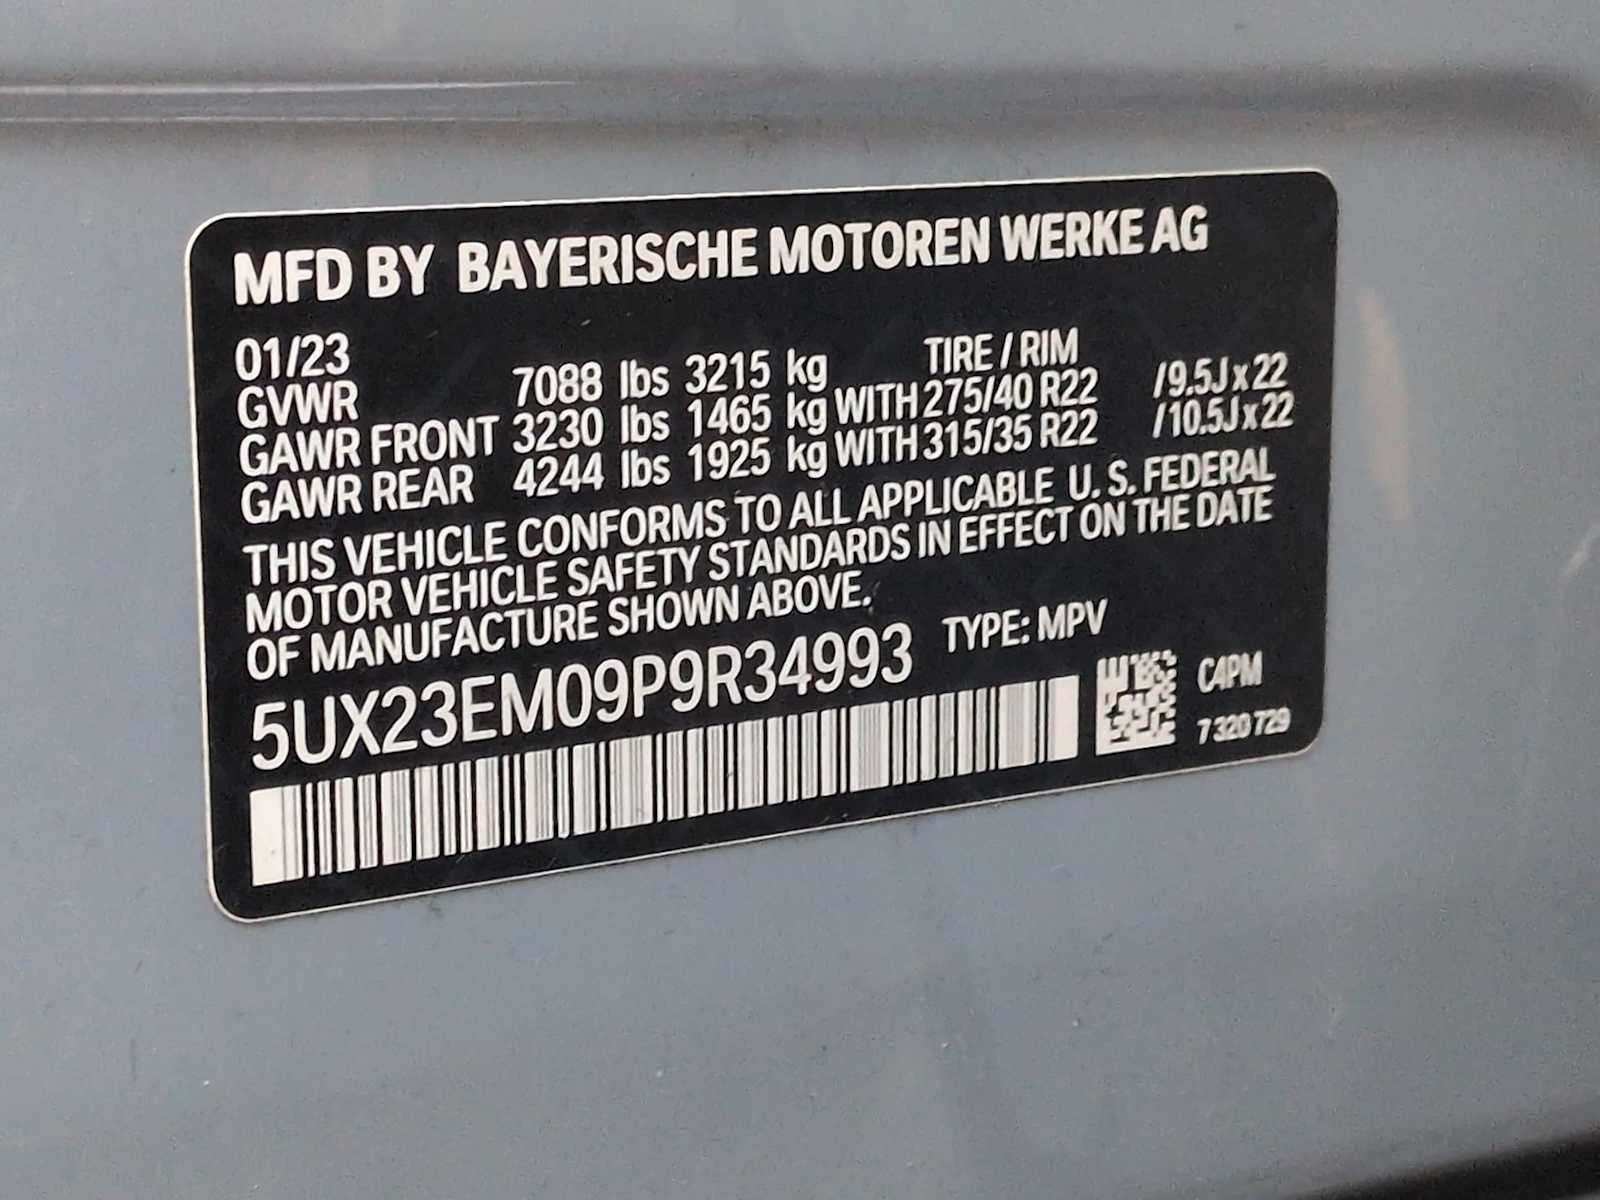 MFD BY BAYERISCHE MOTOREN WERKE AG
01/23 TIRE / RIM
GVWR 7088 lbs 3215 kg
GAWR FRONT 3230 lbs 1465 kg WITH 275/40 R22 /9.5J x 22
GAWR REAR 4244 lbs 1925 kg WITH 315/35 R22 /10.5J x 22
THIS VEHICLE CONFORMS TO ALL APPLICABLE U. S. FEDERAL
MOTOR VEHICLE SAFETY STANDARDS IN EFFECT ON THE DATE
OF MANUFACTURE SHOWN ABOVE.
5UX23EM09P9R34993 TYPE: MPV
C4PM
7 320 729